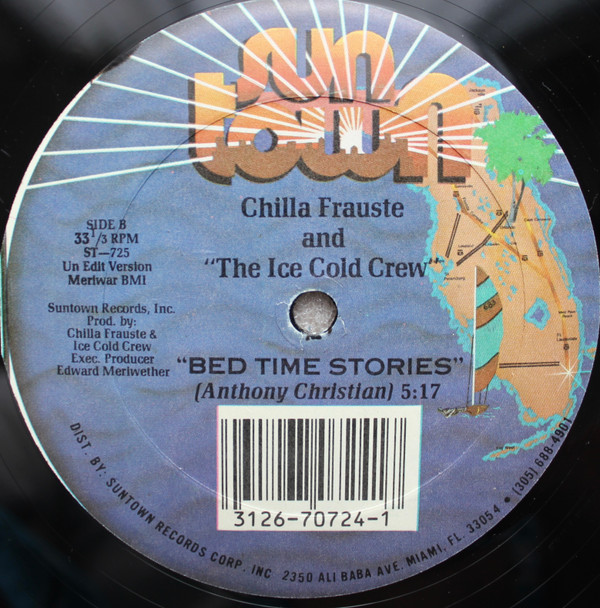 Sun
Town
Chilla Frauste
and
"The Ice Cold Crew"
SIDE B
33 1/3 RPM
ST—725
Un Edit Version
Meriwar BMI
Suntown Records, Inc.
Prod. by:
Chilla Frauste &
Ice Cold Crew
Exec. Producer
Edward Meriwether
"BED TIME STORIES"
(Anthony Christian) 5:17
3126-70724-1
DIST. BY: SUNTOWN RECORDS CORP. INC 2350 ALI BABA AVE. MIAMI, FL. 33054 • (305) 688-4901